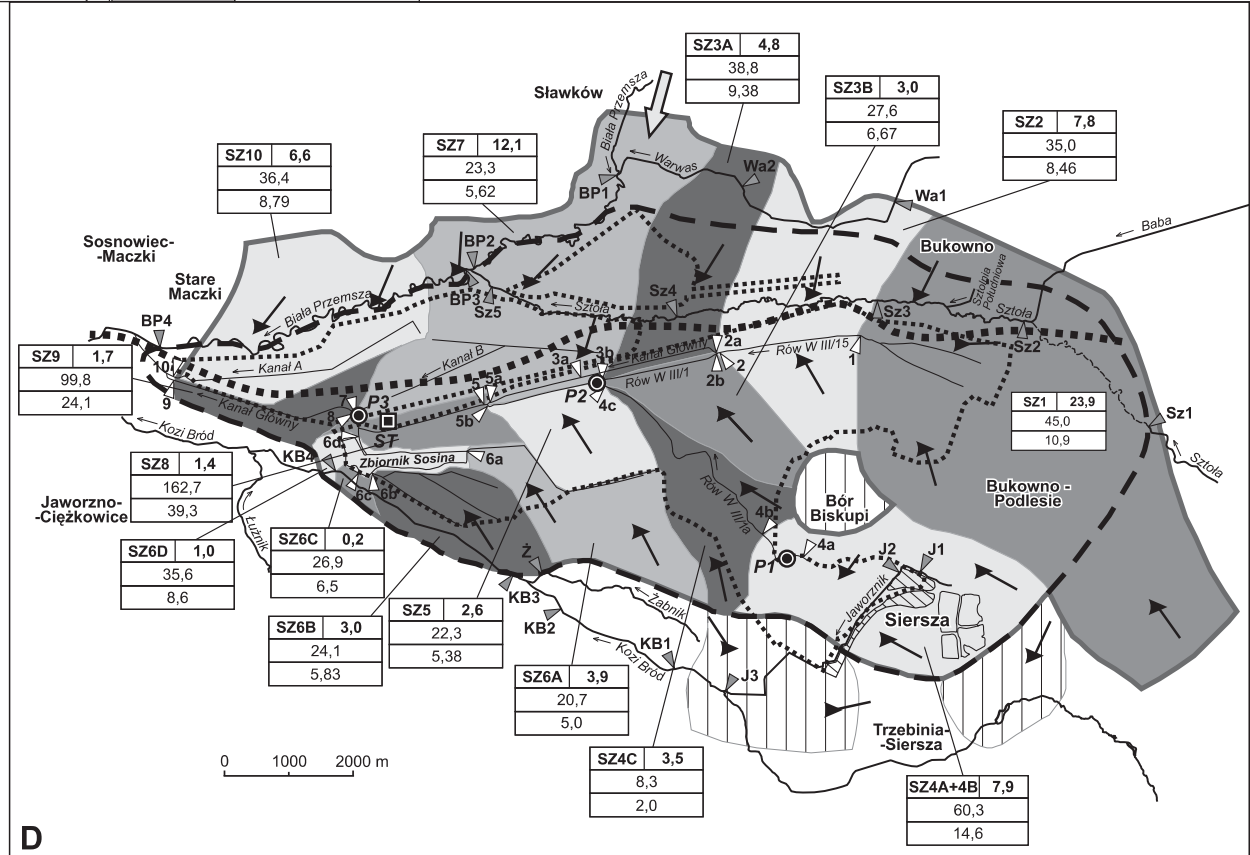 SZ3A 4,8
38,8
9,38
SZ3B 3,0
27,6
6,67
SZ2 7,8
35,0
8,46
SZ7 12,1
23,3
5,62
SZ10 6,6
36,4
8,79
Sławków
Biała Przemsza
Warwas
Wa2
Wa1
BP1
Baba
Bukowno
Sosnowiec-
-Maczki
Stare
Maczki
BP2
BP3
Sz5
Sztoła
Sz4
Sztolnia
Południowa
Sztoła
Sz3
Sz2
Biała Przemsza
BP4
SZ9 1,7
99,8
24,1
10
9
Kanał A
Kanał B
3a
3b
Kanał Główny
2a
2
2b
Rów W III/15
1
Rów W III/1
P2
4c
5
5a
5b
7
P3
8
ST
6d
Kanał Główny
Kozi Bród
KB4
Zbiornik Sosina
6a
6c
6b
SZ1 23,9
45,0
10,9
Sz1
Sztoła
SZ8 1,4
162,7
39,3
Jaworzno-
-Ciężkowice
Łużnik
Rów W III/1a
Bór
Biskupi
Bukowno -
Podlesie
4b
4a
P1
J2
J1
Jaworznik
Siersza
SZ6D 1,0
35,6
8,6
SZ6C 0,2
26,9
6,5
SZ6B 3,0
24,1
5,83
SZ5 2,6
22,3
5,38
Ż
KB3
KB2
Żabnik
Kozi Bród
KB1
J3
SZ6A 3,9
20,7
5,0
SZ4C 3,5
8,3
2,0
Trzebinia-
-Siersza
SZ4A+4B 7,9
60,3
14,6
0 1000 2000 m
D